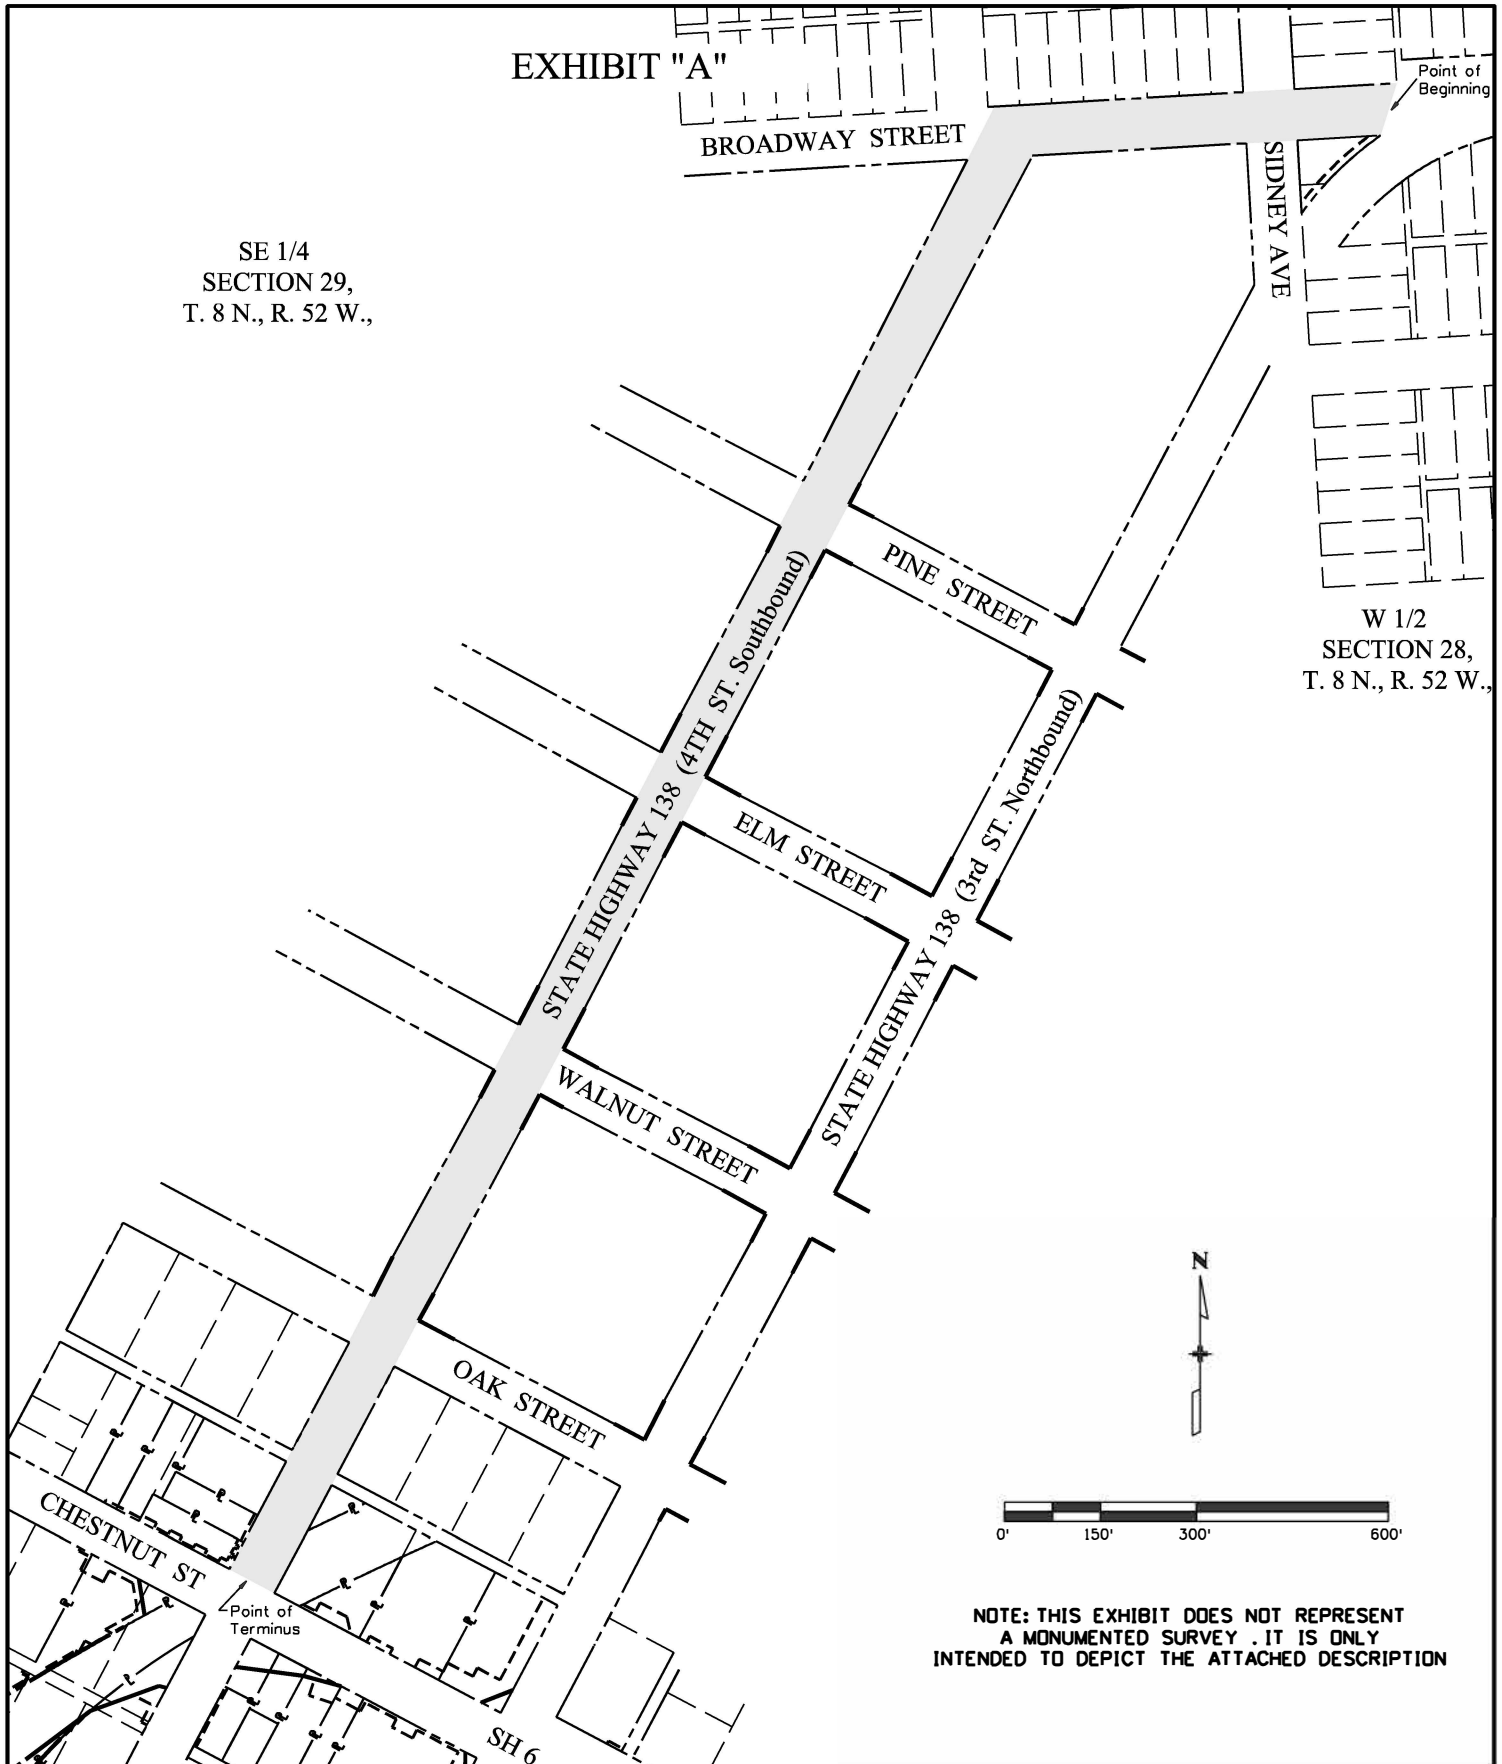 EXHIBIT "A"
Point of
Beginning
BROADWAY STREET
SIDNEY AVE
SE 1/4
SECTION 29,
T. 8 N., R. 52 W.,
PINE STREET
W 1/2
SECTION 28,
T. 8 N., R. 52 W.,
STATE HIGHWAY 138 (4TH ST. Southbound)
STATE HIGHWAY 138 (3rd ST. Northbound)
ELM STREET
WALNUT STREET
OAK STREET
N
0' 150' 300' 600'
CHESTNUT ST
Point of
Terminus
NOTE: THIS EXHIBIT DOES NOT REPRESENT
A MONUMENTED SURVEY . IT IS ONLY
INTENDED TO DEPICT THE ATTACHED DESCRIPTION
SH 6